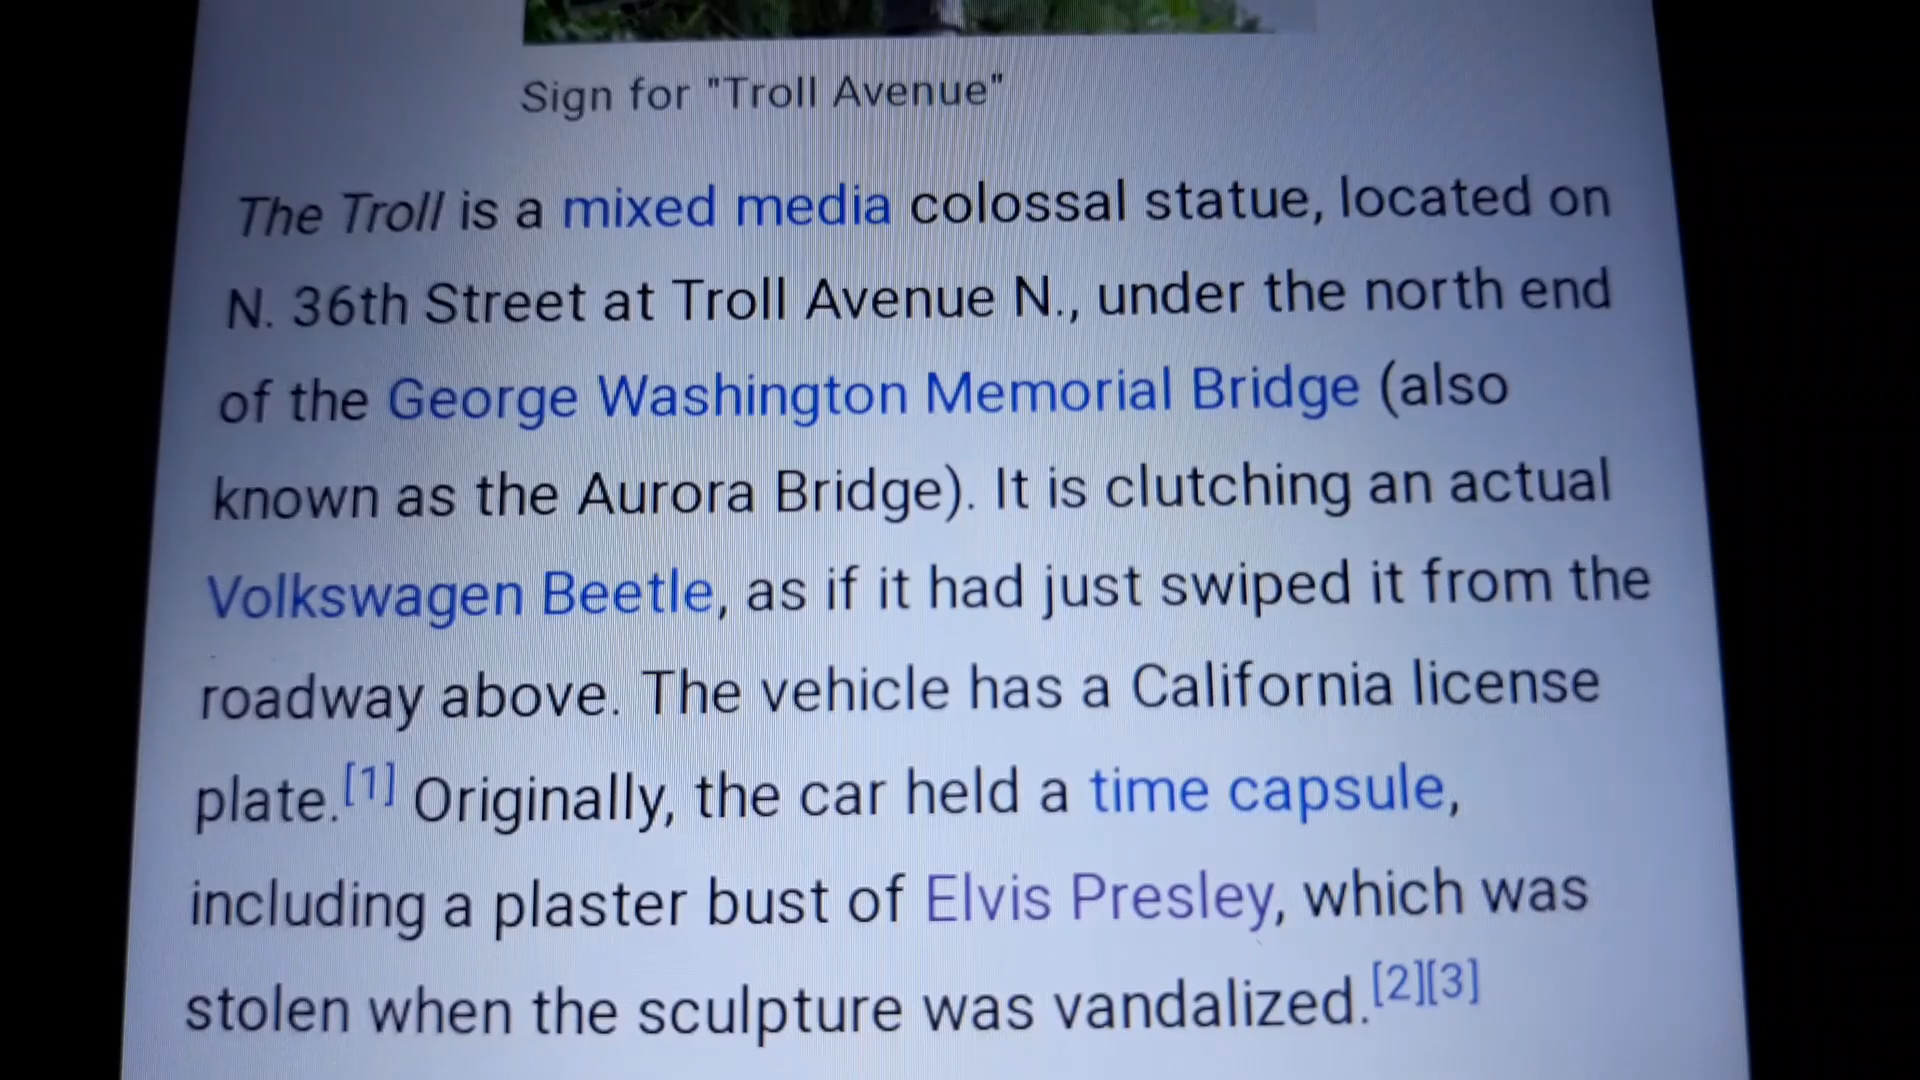 Sign for "Troll Avenue"
The Troll is a mixed media colossal statue, located on
N. 36th Street at Troll Avenue N., under the north end
of the George Washington Memorial Bridge (also
known as the Aurora Bridge). It is clutching an actual
Volkswagen Beetle, as if it had just swiped it from the
roadway above. The vehicle has a California license
plate.[1] Originally, the car held a time capsule,
including a plaster bust of Elvis Presley, which was
stolen when the sculpture was vandalized.[2][3]